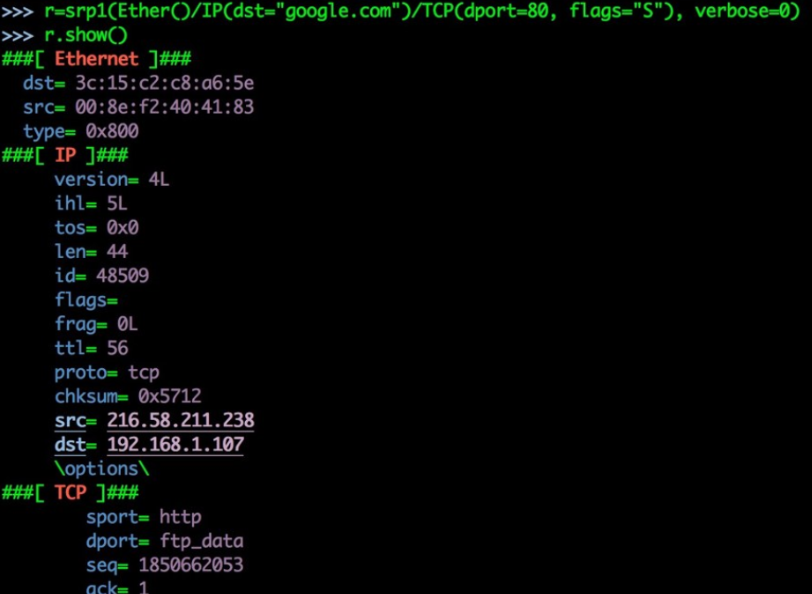 >>> r=srp1(Ether()/IP(dst="google.com")/TCP(dport=80, flags="S"), verbose=0)
>>> r.show()
###[ Ethernet ]###
  dst= 3c:15:c2:c8:a6:5e
  src= 00:8e:f2:40:41:83
  type= 0x800
###[ IP ]###
     version= 4L
     ihl= 5L
     tos= 0x0
     len= 44
     id= 48509
     flags=
     frag= 0L
     ttl= 56
     proto= tcp
     chksum= 0x5712
     src= 216.58.211.238
     dst= 192.168.1.107
     \options\
###[ TCP ]###
        sport= http
        dport= ftp_data
        seq= 1850662053
        ack= 1